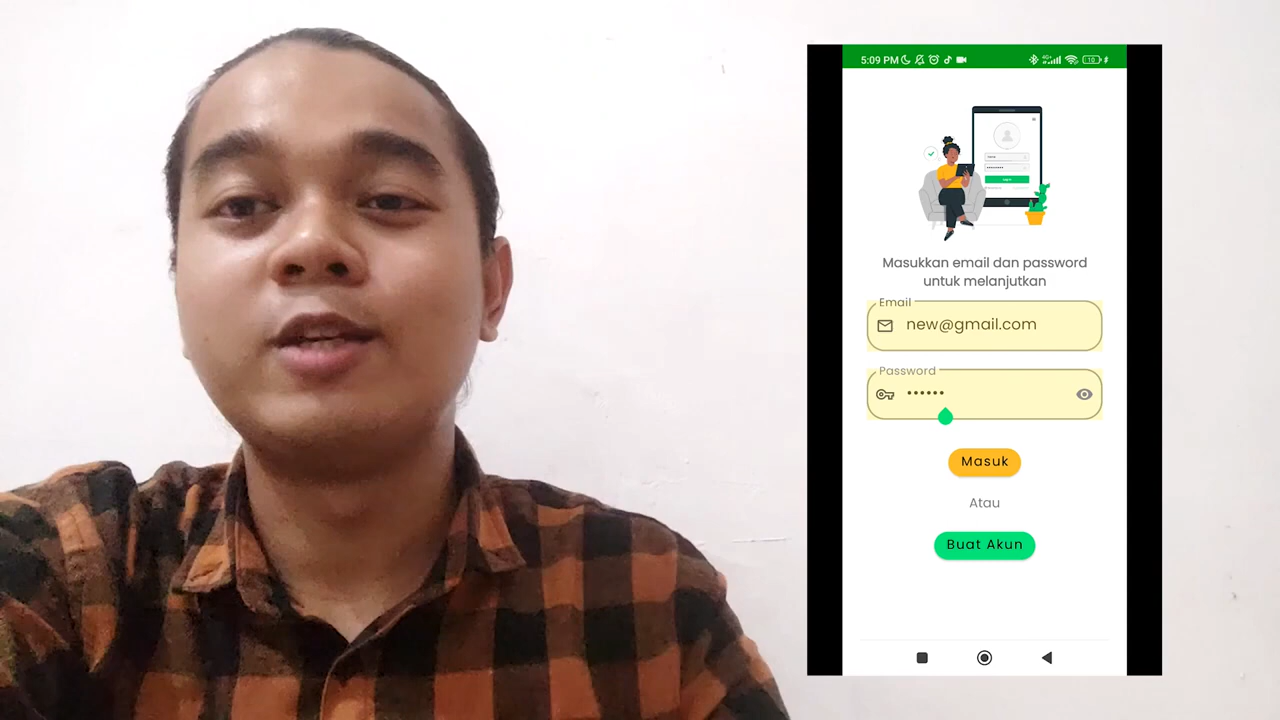 5:09 PM
Masukkan email dan password
untuk melanjutkan
Email
new@gmail.com
Password
Masuk
Atau
Buat Akun